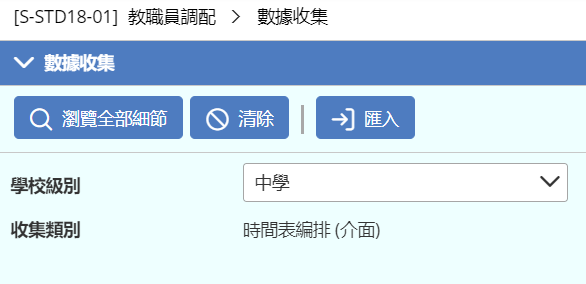 [S-STD18-01] 教職員調配 > 數據收集
數據收集
瀏覽全部細節 清除 匯入
學校級別 中學
收集類別 時間表編排 (介面)